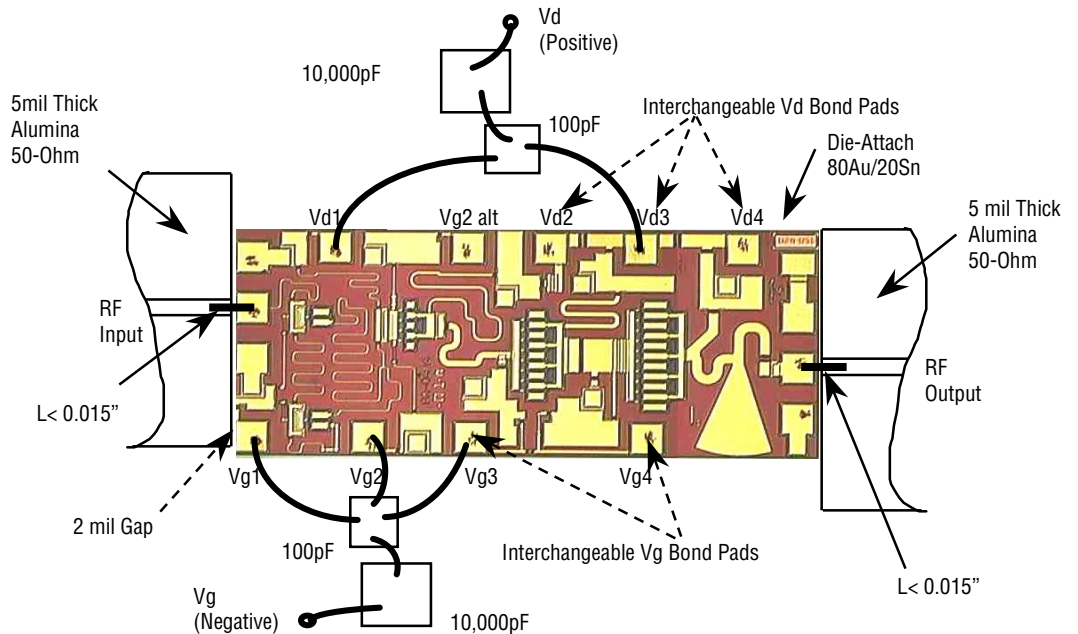 Vd
(Positive)
10,000pF
5mil Thick
Alumina
50-Ohm
Interchangeable Vd Bond Pads
100pF
Die-Attach
80Au/20Sn
Vd1
Vg2 alt
Vd2
Vd3
Vd4
5 mil Thick
Alumina
50-Ohm
RF
Input
RF
Output
L< 0.015”
Vg1
Vg2
Vg3
Vg4
2 mil Gap
100pF
Interchangeable Vg Bond Pads
L< 0.015”
Vg
(Negative)
10,000pF